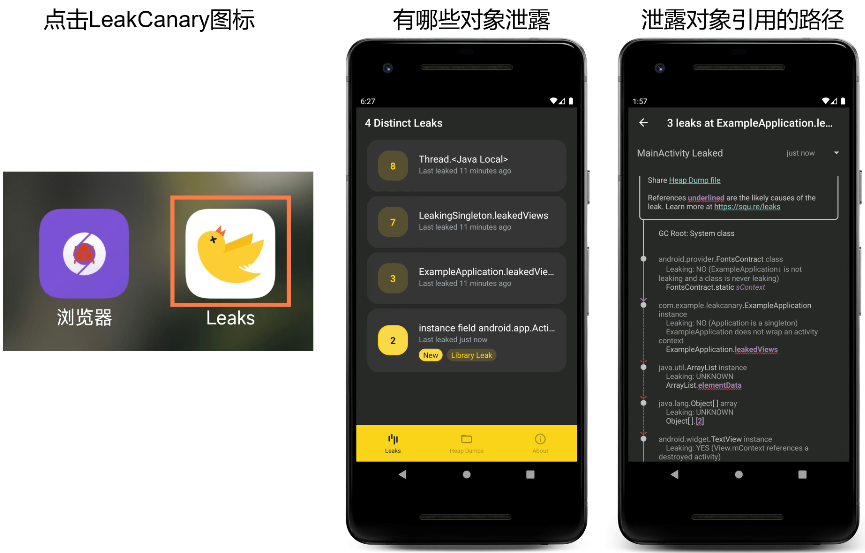 点击LeakCanary图标
浏览器
Leaks
有哪些对象泄露
6:27
4 Distinct Leaks
8
Thread.<Java Local>
Last leaked 11 minutes ago
7
LeakingSingleton.leakedViews
Last leaked 11 minutes ago
3
ExampleApplication.leakedVie...
Last leaked 11 minutes ago
2
instance field android.app.Acti...
Last leaked just now
New
Library Leak
Leaks
Heap Dumps
About
泄露对象引用的路径
1:57
3 leaks at ExampleApplication.le...
MainActivity Leaked
just now
Share Heap Dump file
References underlined are the likely causes of the
leak. Learn more at https://squ.re/leaks
GC Root: System class
android.provider.FontsContract class
Leaking: NO (ExampleApplication↓ is not
leaking and a class is never leaking)
FontsContract.static sContext
com.example.leakcanary.ExampleApplication
instance
Leaking: NO (Application is a singleton)
ExampleApplication does not wrap an activity
context
ExampleApplication.leakedViews
java.util.ArrayList instance
Leaking: UNKNOWN
ArrayList.elementData
java.lang.Object[] array
Leaking: UNKNOWN
Object[].[2]
android.widget.TextView instance
Leaking: YES (View.mContext references a
destroyed activity)